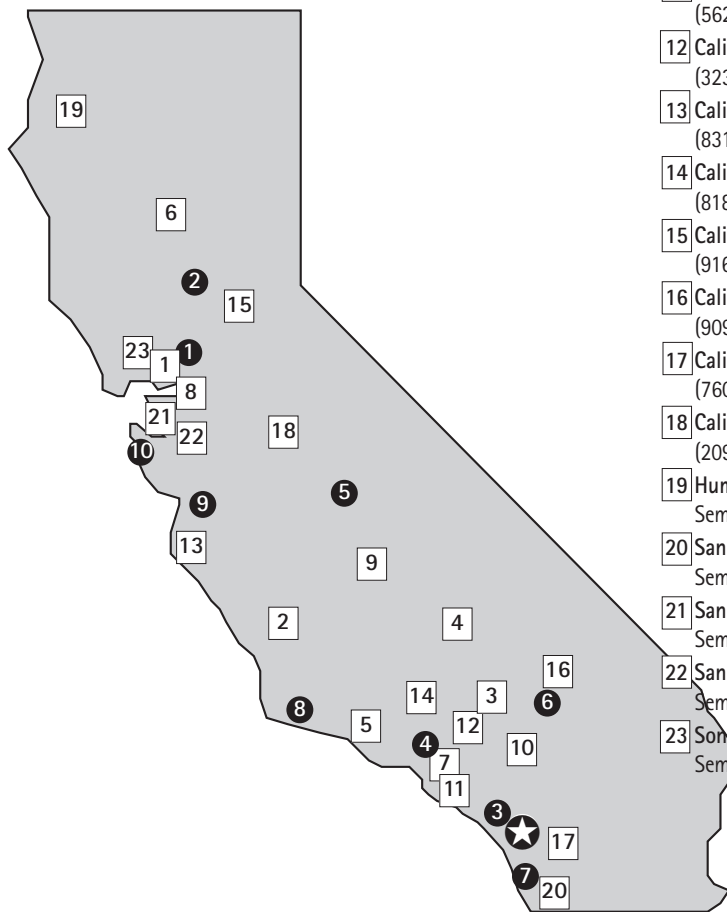 (562
12 Cali
(323
13 Cali
(831
14 Cali
(818
15 Cali
(916
16 Cali
(909
17 Cali
(760
18 Cali
(209
19 Hum
Sem
20 San
Sem
21 San
Sem
22 San
Sem
23 Son
Sem
19
6
2
15
23
1
1
8
21
22
18
10
5
9
13
9
2
4
16
14
3
6
8
5
12
4
10
7
11
3
17
7
20